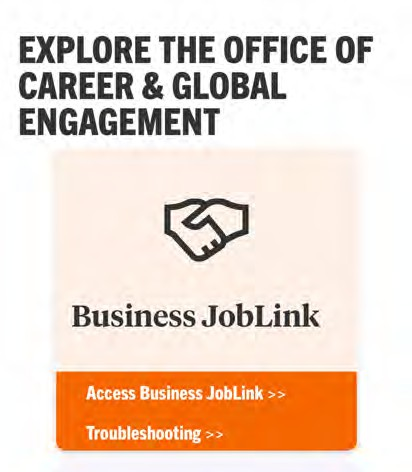 EXPLORE THE OFFICE OF
CAREER & GLOBAL
ENGAGEMENT
Business JobLink
Access Business JobLink >>
Troubleshooting >>